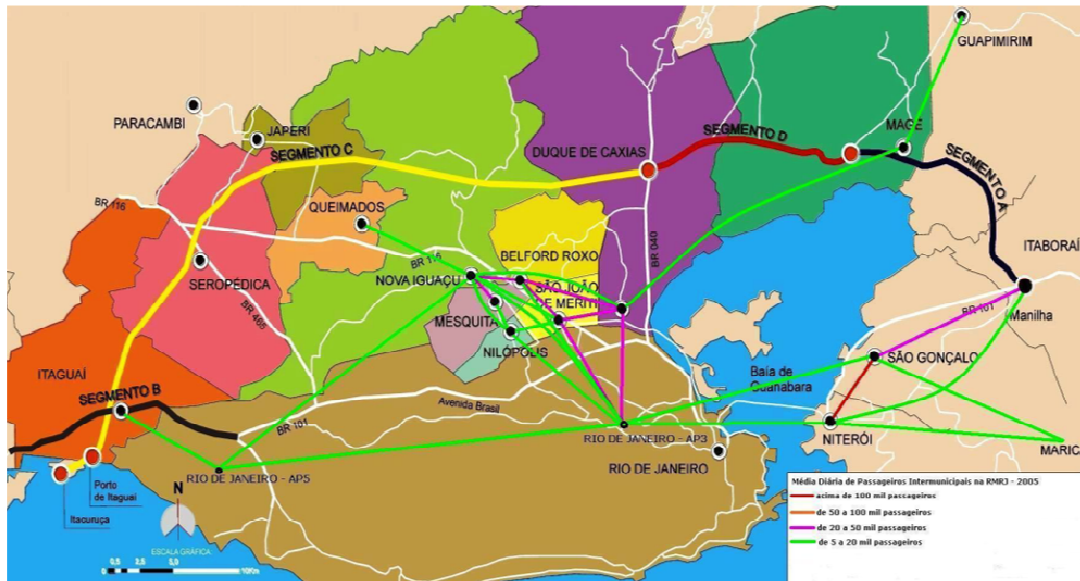 GUAPIMIRIM
PARACAMBI
JAPERI
MAGÉ
SEGMENTO D
DUQUE DE CAXIAS
SEGMENTO C
SEGMENTO A
BR 116
QUEIMADOS
BR 040
BELFORD ROXO
ITABORAÍ
BR 116
NOVA IGUAÇU
SÃO JOÃO
DE MERITI
SEROPÉDICA
BR 465
MESQUITA
BR 101
Manilha
NILÓPOLIS
SÃO GONÇALO
Baía de
Guanabara
ITAGUAÍ
SEGMENTO B
Avenida Brasil
BR 101
RIO DE JANEIRO - AP3
NITERÓI
MARIC
RIO DE JANEIRO
RIO DE JANEIRO - AP5
Porto
de Itaguaí
Itacuruça
N
ESCALA GRÁFICA
Média Diária de Passageiros Intermunicipais na RMRJ - 2005
acima de 100 mil passageiros
de 50 a 100 mil passageiros
de 20 a 50 mil passageiros
de 5 a 20 mil passageiros